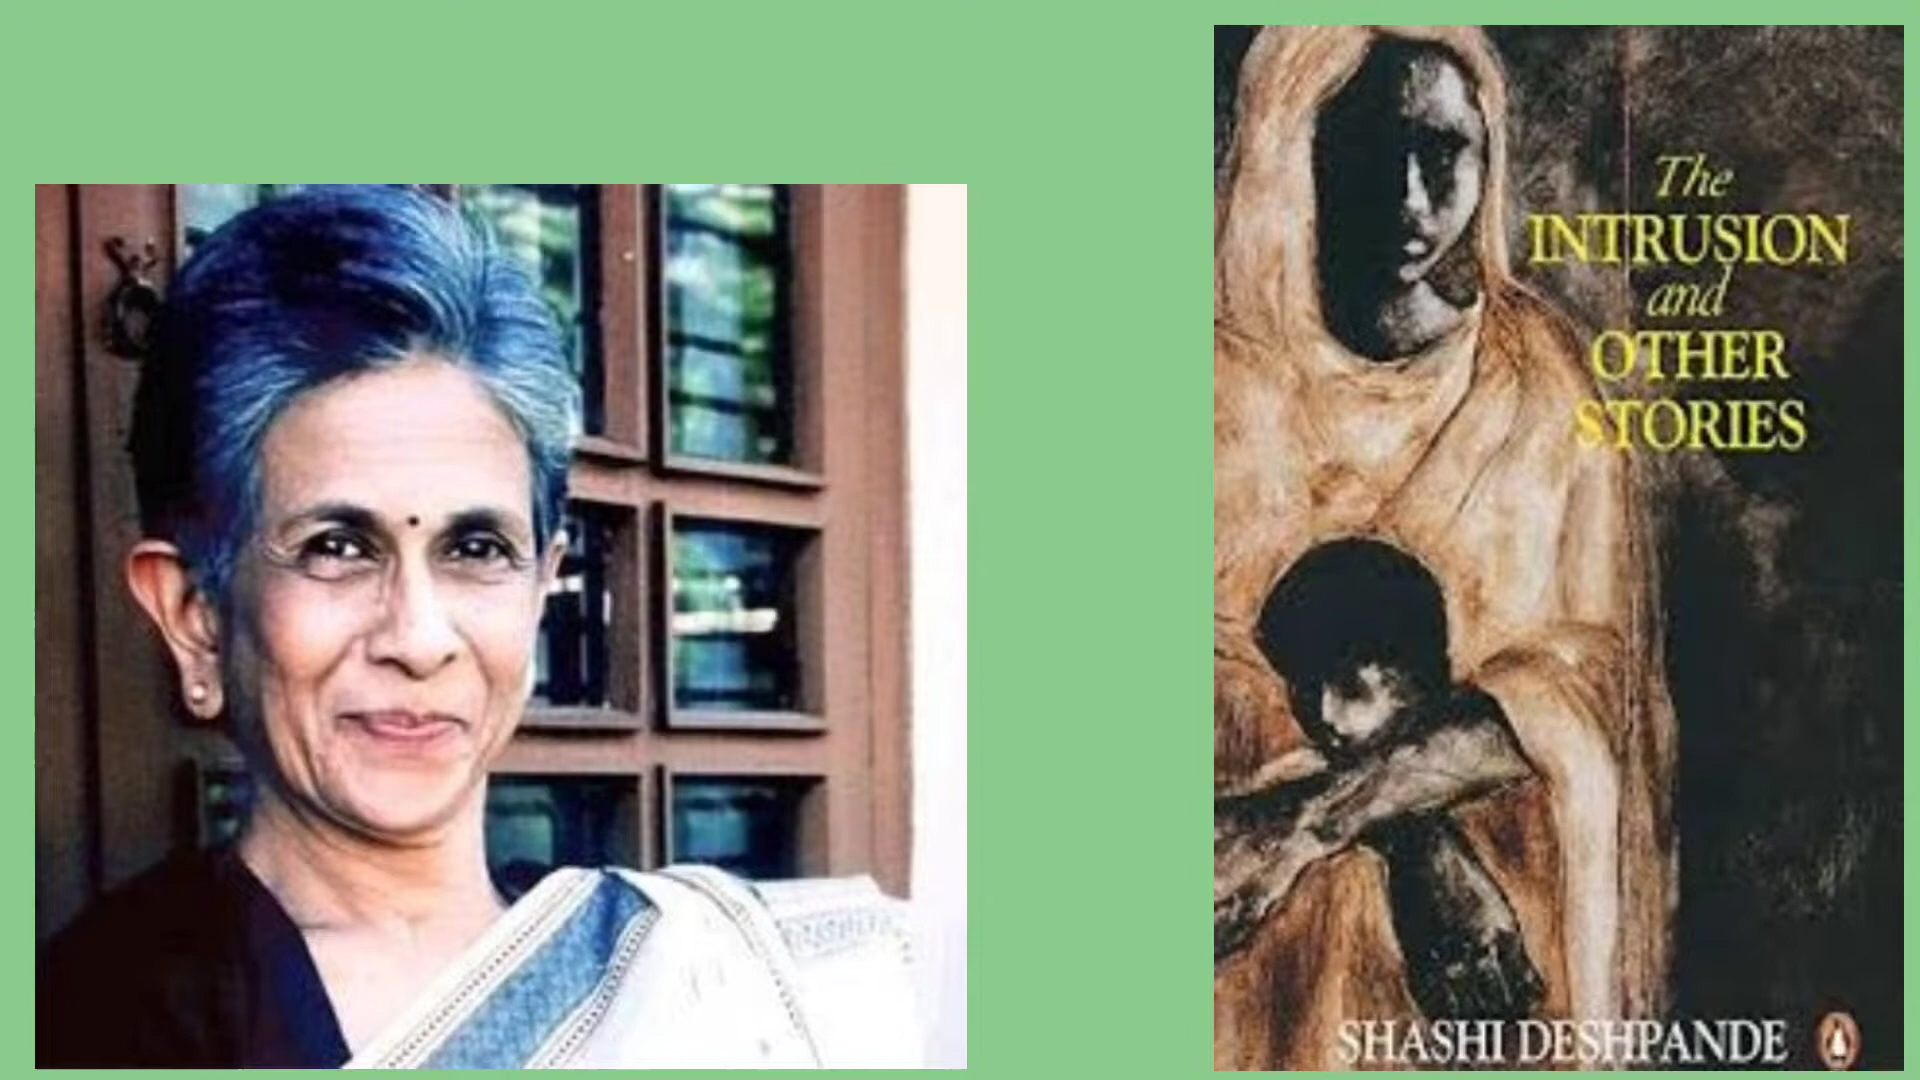 The
INTRUSION
and
OTHER
STORIES
SHASHI DESHPANDE